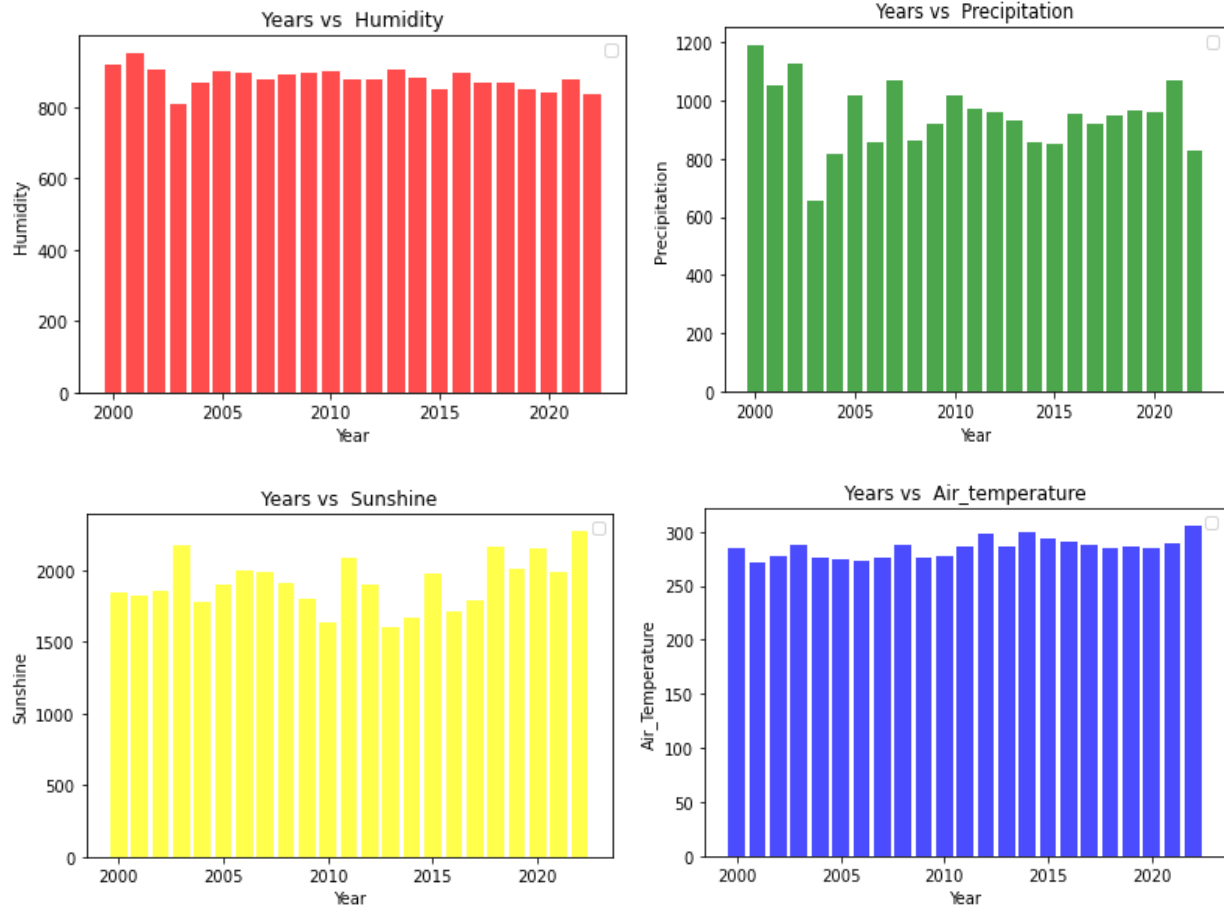 Years vs  Humidity
Humidity
800
600
400
200
0
2000 2005 2010 2015 2020
Year
Years vs  Precipitation
Precipitation
1200
1000
800
600
400
200
0
2000 2005 2010 2015 2020
Year
Years vs  Sunshine
Sunshine
2000
1500
1000
500
0
2000 2005 2010 2015 2020
Year
Years vs  Air_temperature
Air_Temperature
300
250
200
150
100
50
0
2000 2005 2010 2015 2020
Year